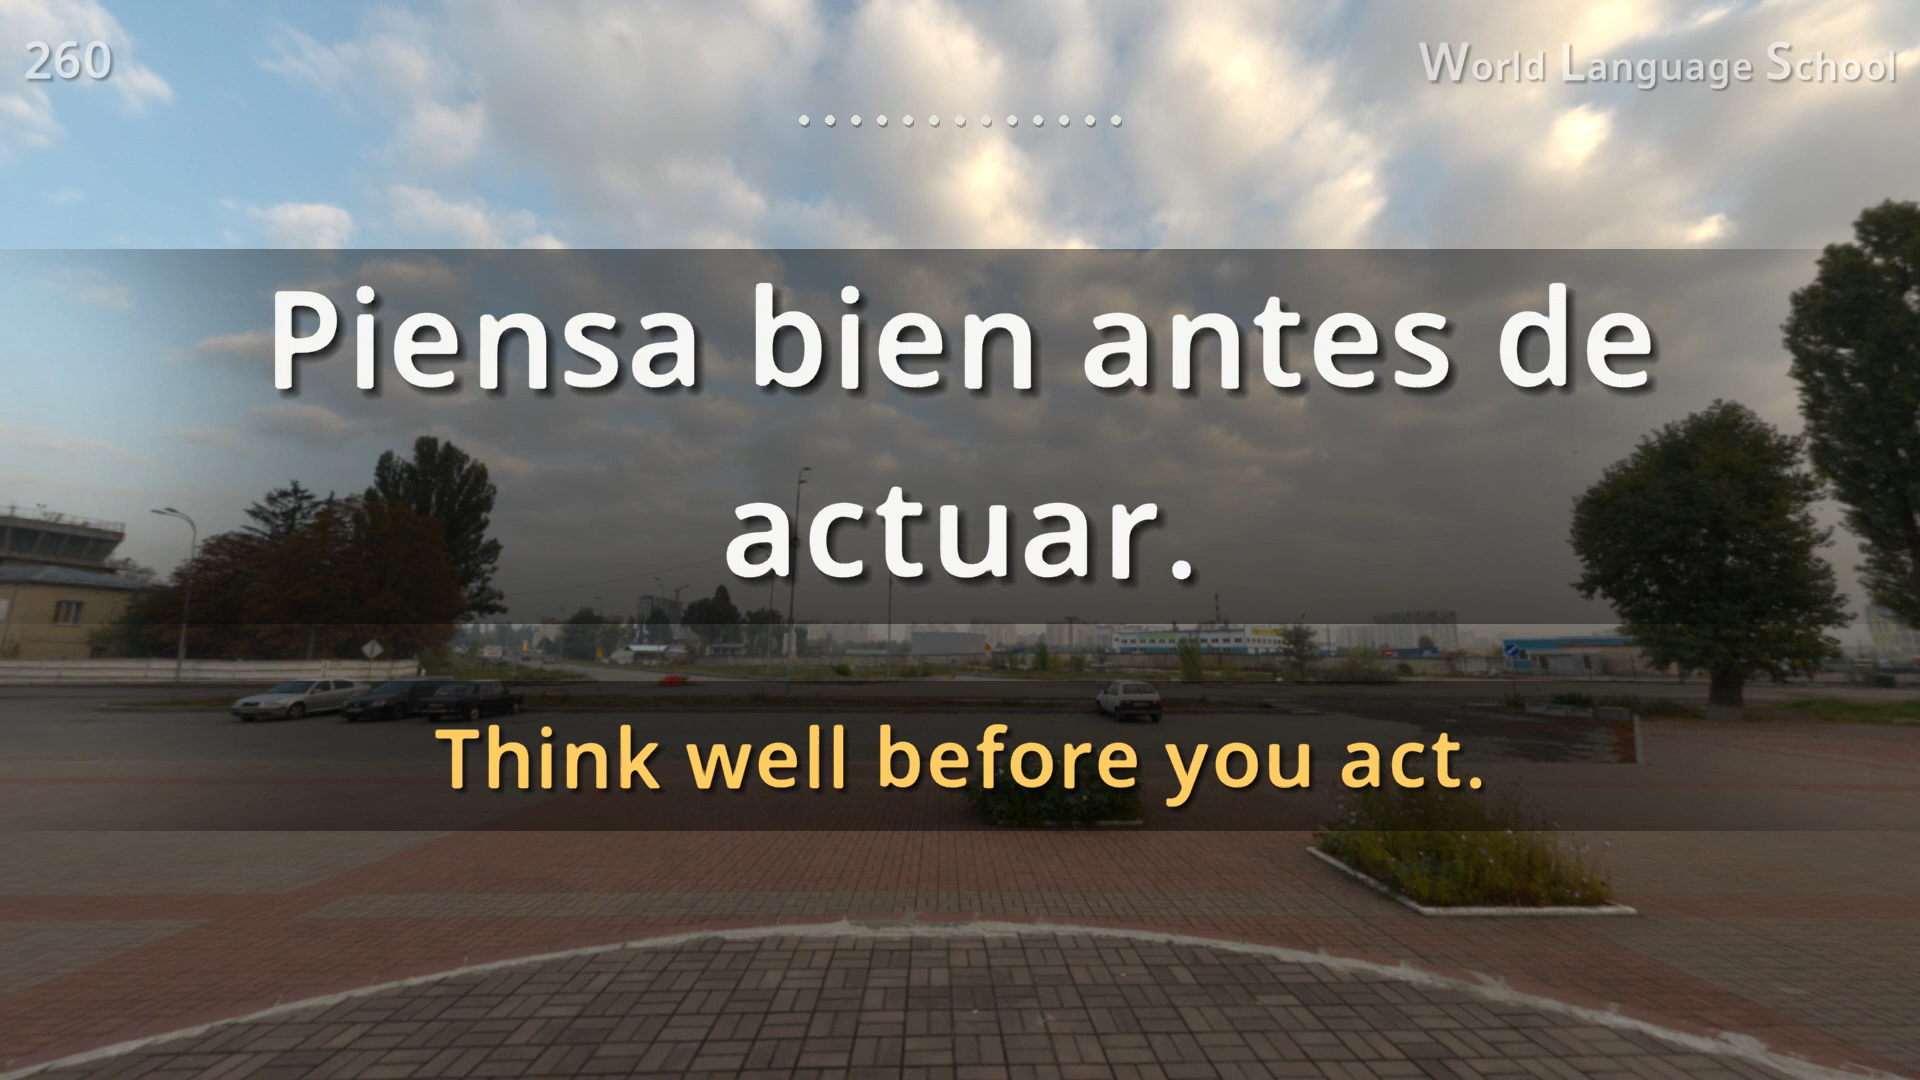 260
World Language School
Piensa bien antes de
actuar.
Think well before you act.